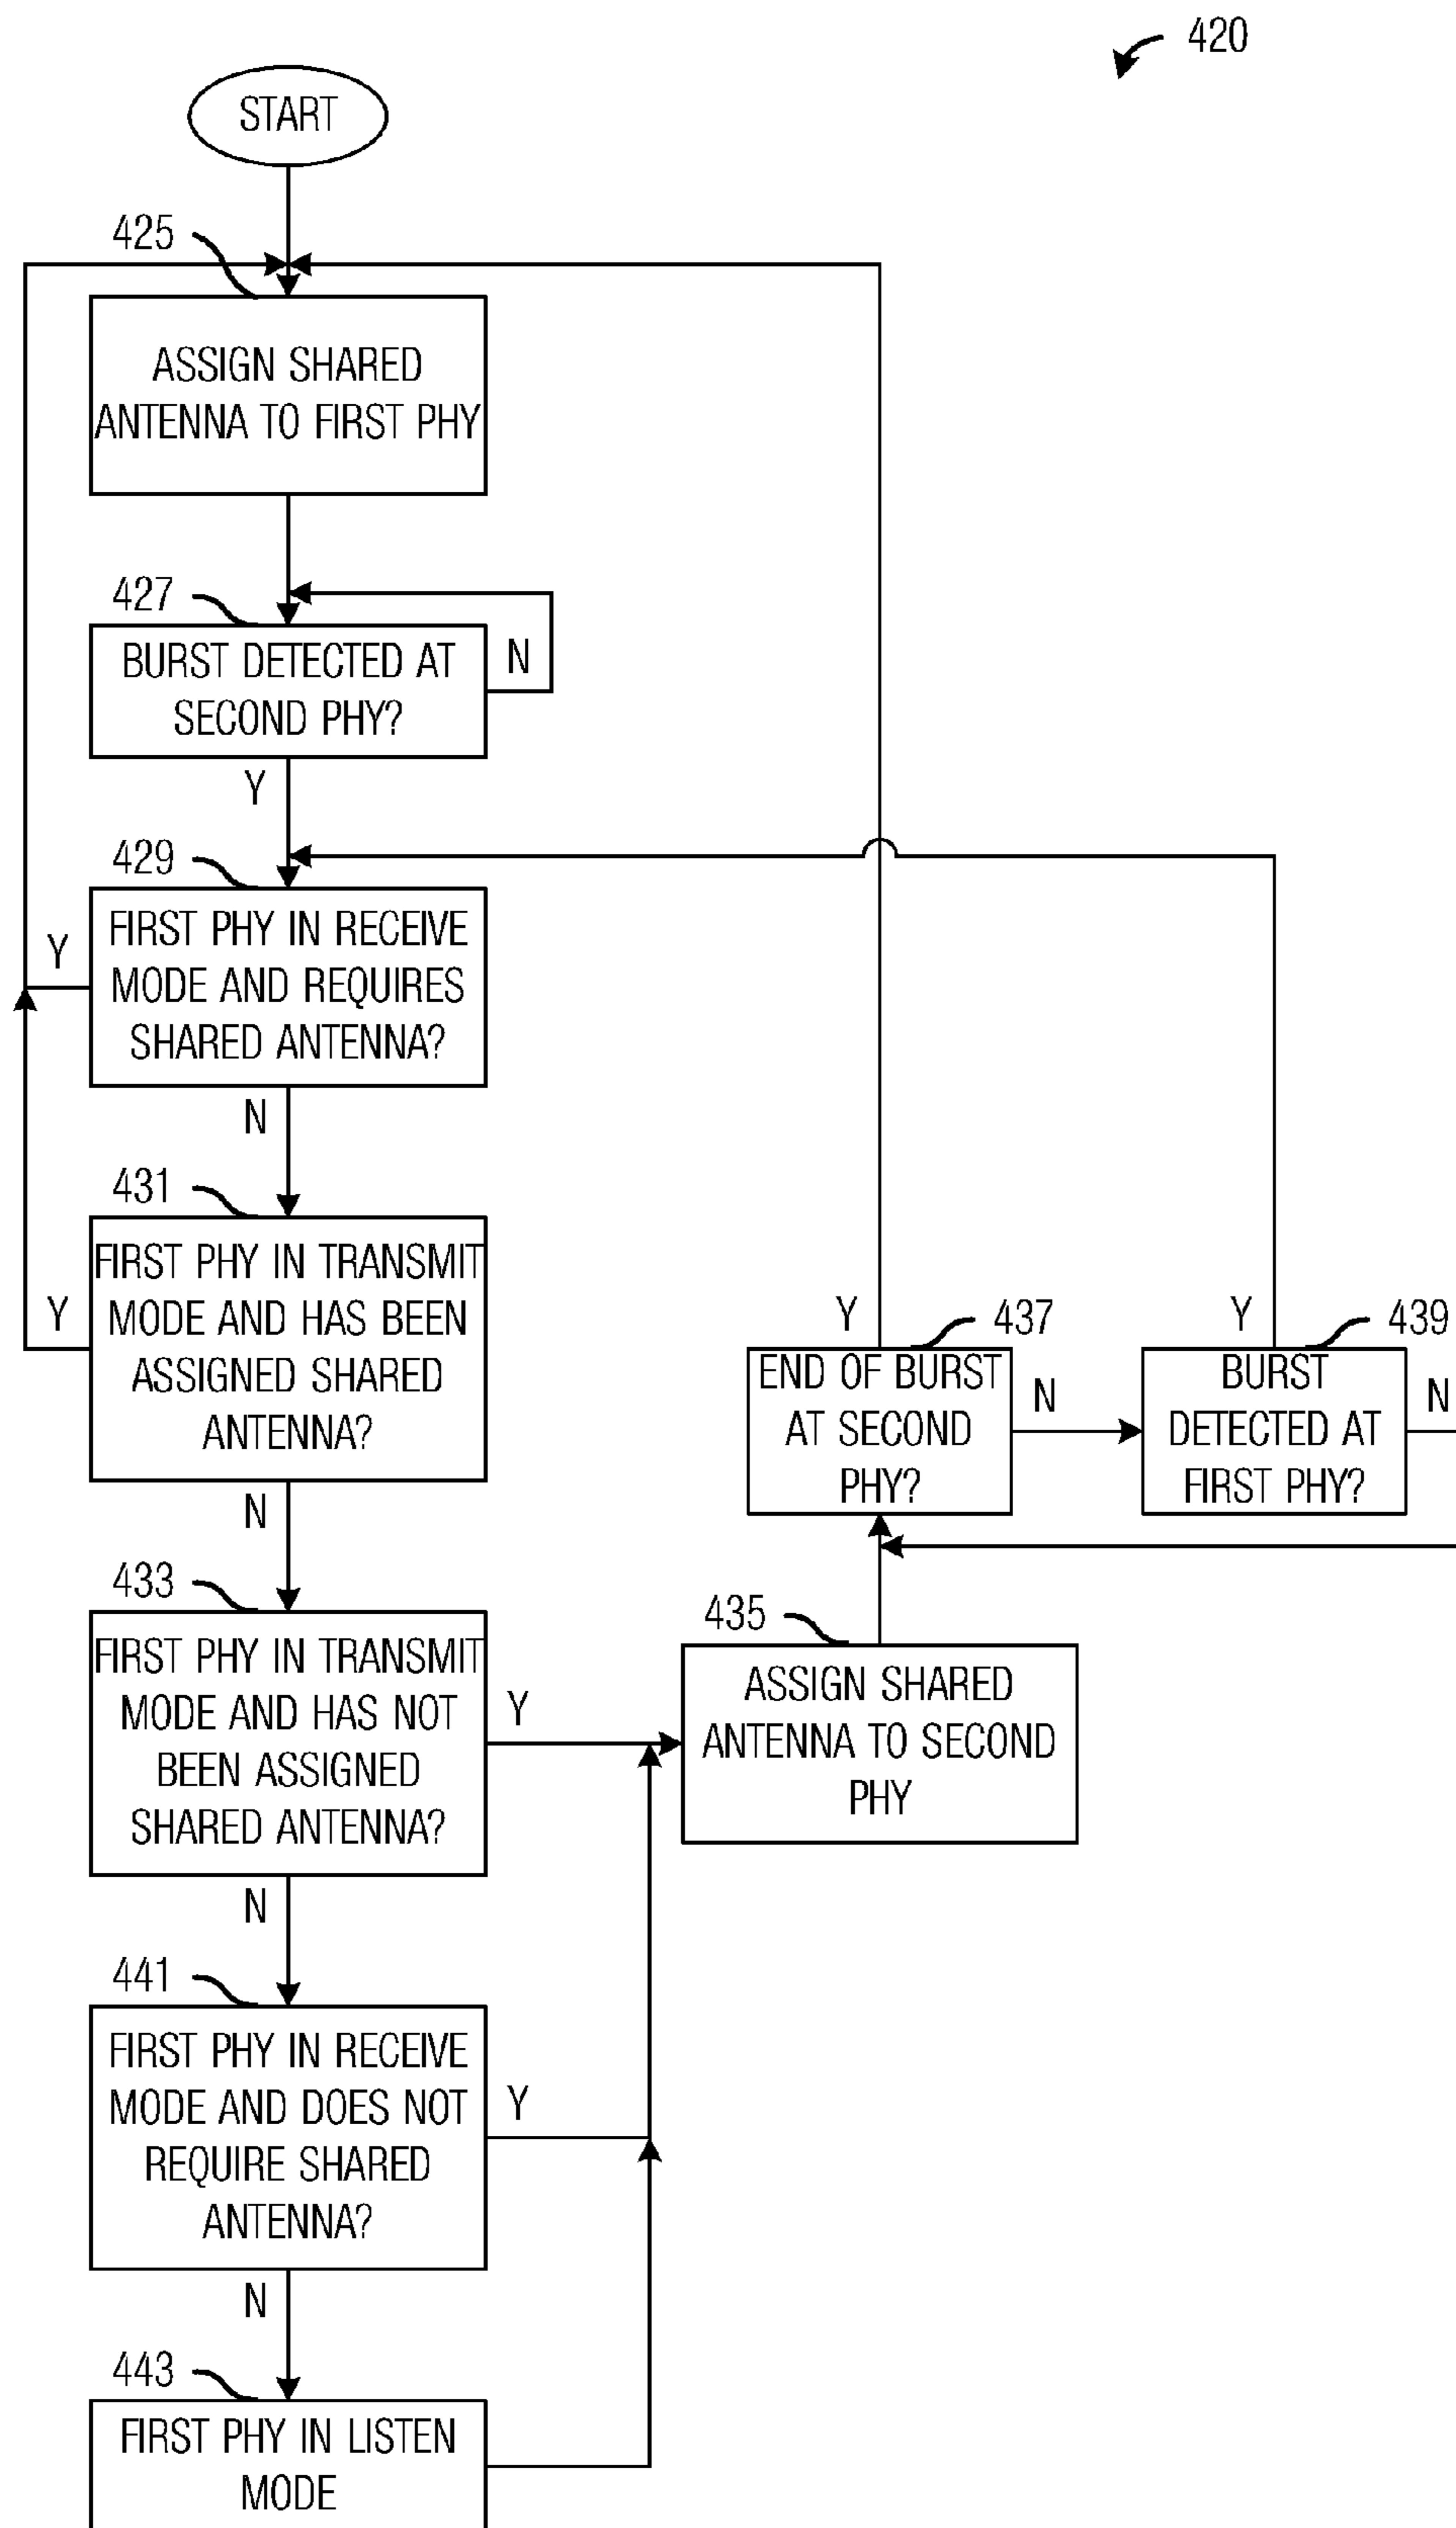 420
START
425
ASSIGN SHARED
ANTENNA TO FIRST PHY
427
BURST DETECTED AT
SECOND PHY?
N
Y
429
FIRST PHY IN RECEIVE
MODE AND REQUIRES
SHARED ANTENNA?
Y
N
431
FIRST PHY IN TRANSMIT
MODE AND HAS BEEN
ASSIGNED SHARED
ANTENNA?
Y
N
433
FIRST PHY IN TRANSMIT
MODE AND HAS NOT
BEEN ASSIGNED
SHARED ANTENNA?
Y
N
435
ASSIGN SHARED
ANTENNA TO SECOND
PHY
Y
437
END OF BURST
AT SECOND
PHY?
N
Y
439
BURST
DETECTED AT
FIRST PHY?
N
441
FIRST PHY IN RECEIVE
MODE AND DOES NOT
REQUIRE SHARED
ANTENNA?
Y
N
443
FIRST PHY IN LISTEN
MODE